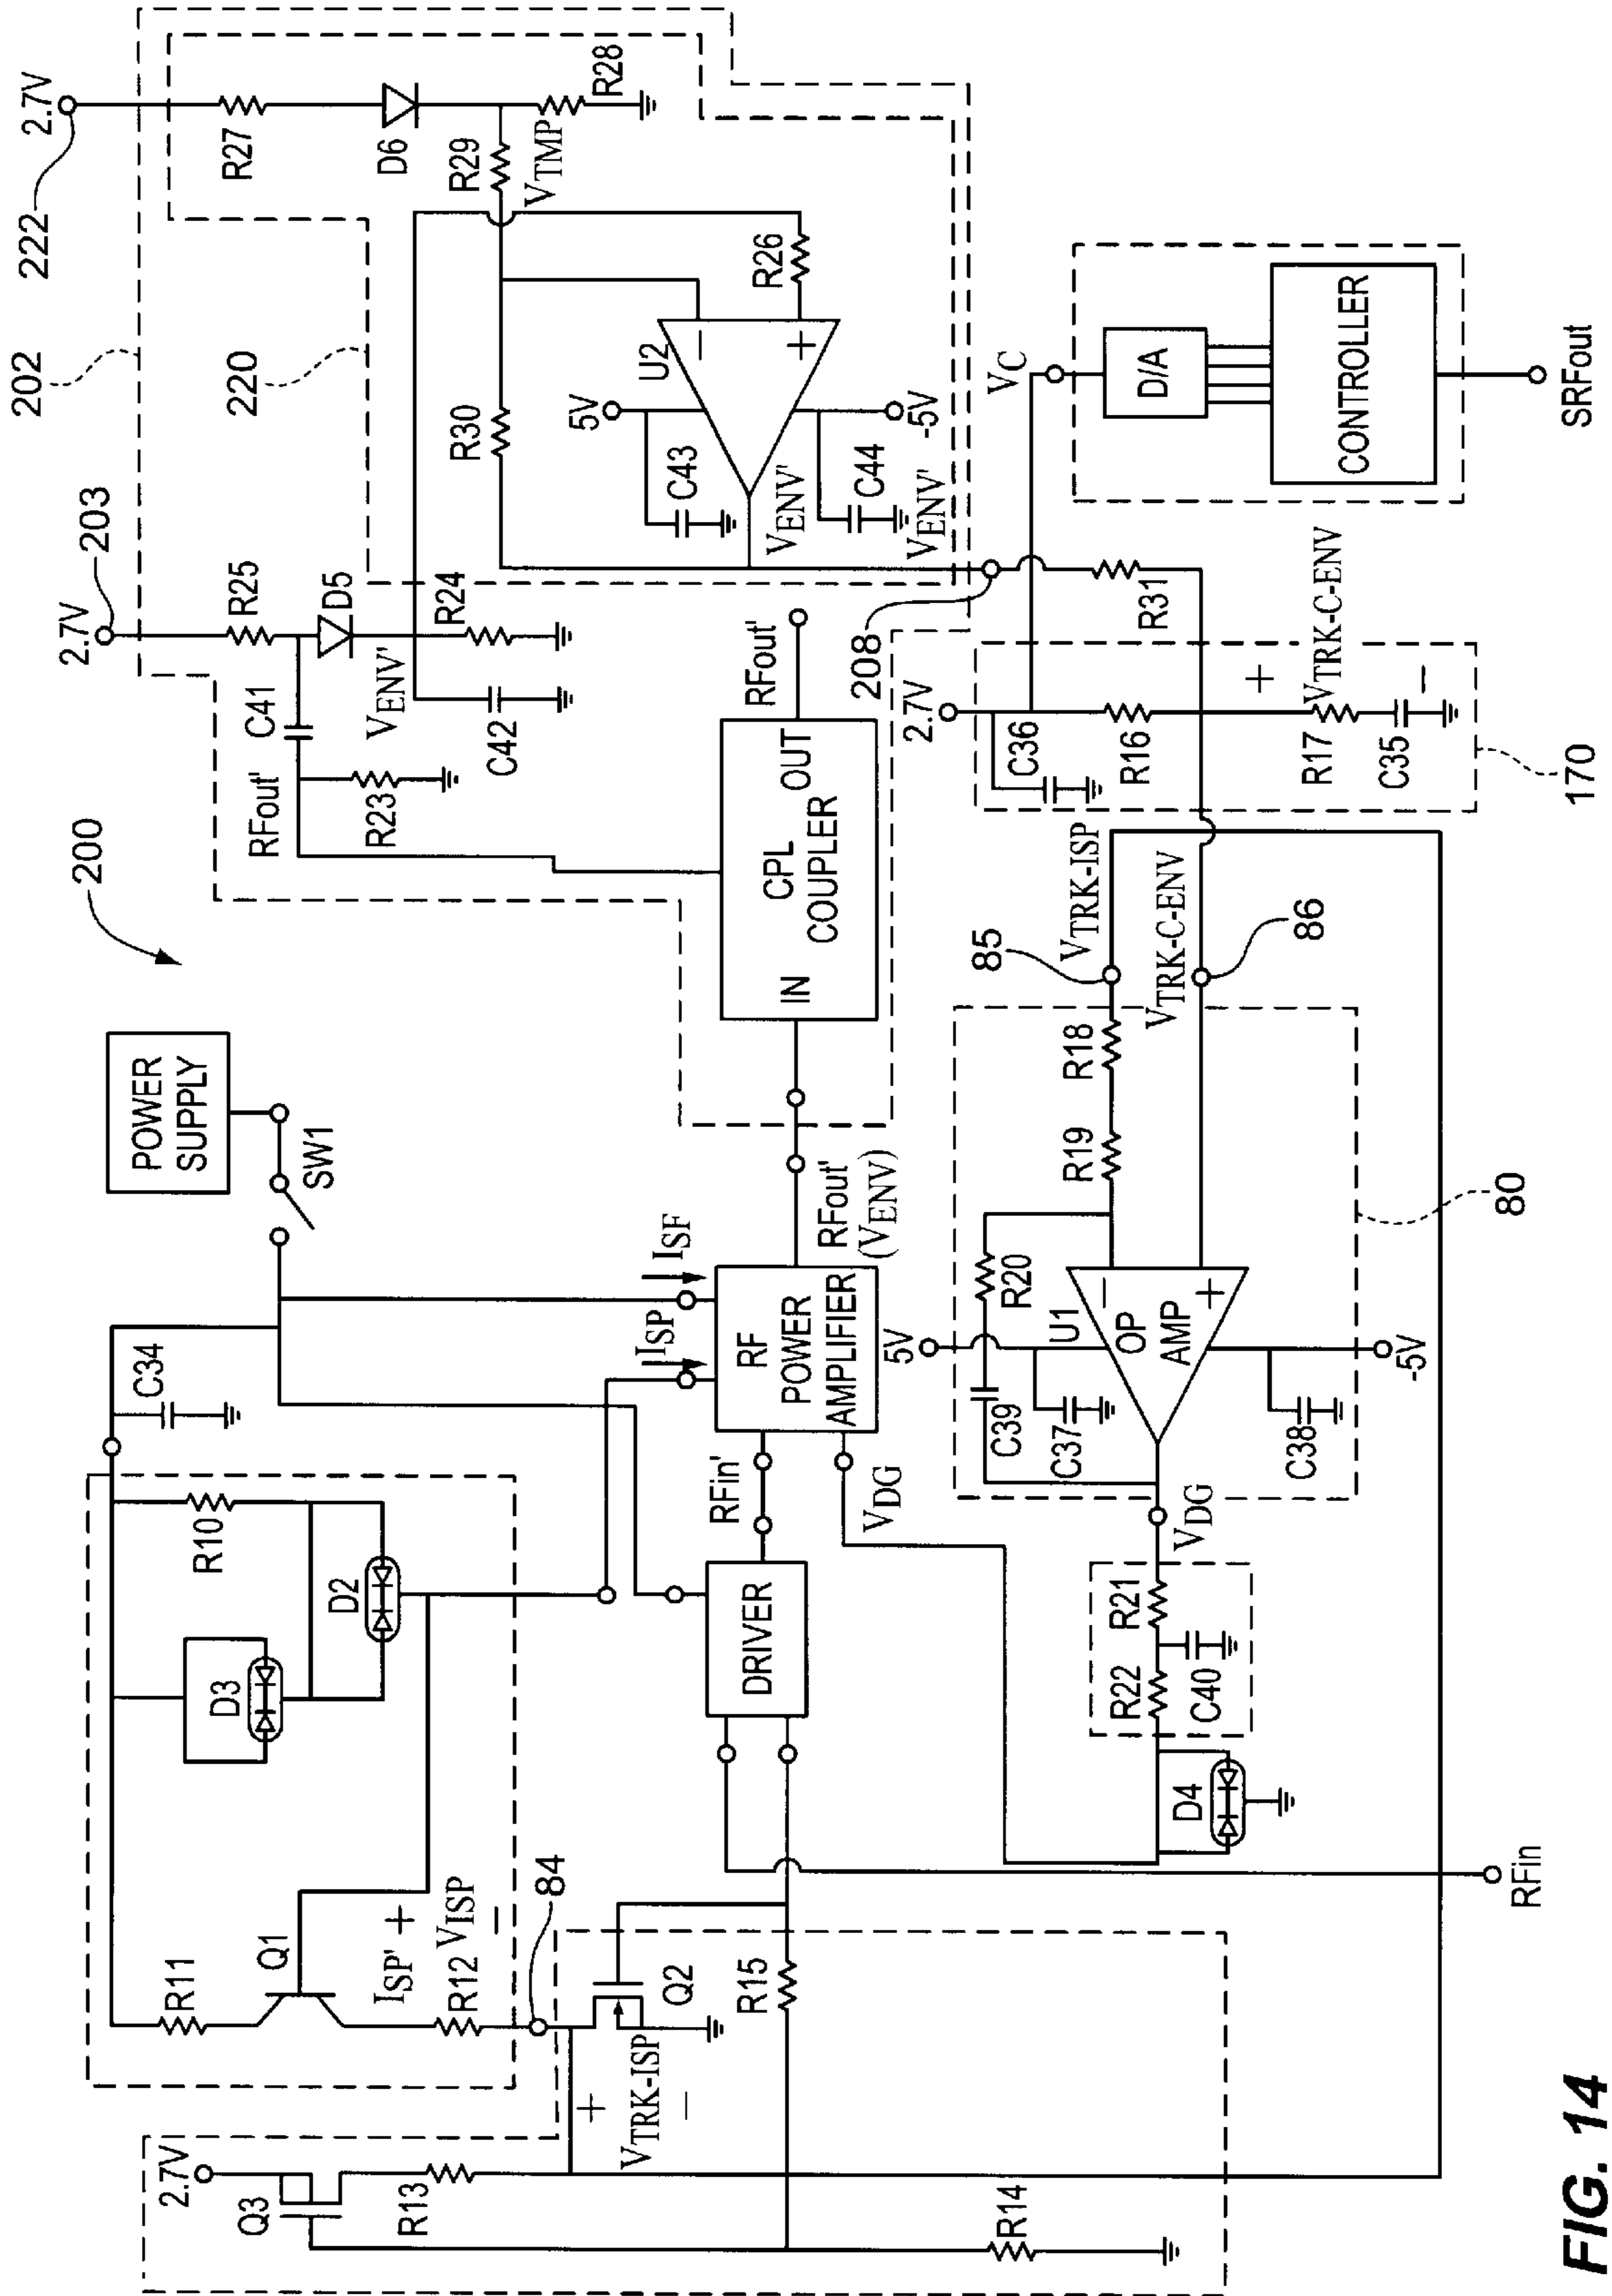 200
POWER
SUPPLY
SW1
2.7V
203
2.7V
222
202
220
R25
D5
R24
C41
VENV'
C42
RFout'
R23
R27
D6
R29
VTMP
R28
R26
R30
U2
−
+
5V
-5V
C43
C44
VENV'
VENV'
C34
R10
D2
D3
R11
Q1
ISP'
+
VISP
−
R12
84
2.7V
Q3
R13
+
VTRK-ISP
−
Q2
R15
R14
DRIVER
RFin'
VDG
ISP
ISF
RF
POWER
AMPLIFIER
RFout'
(VENV)
IN
CPL
COUPLER
OUT
RFout'
208
2.7V
C36
R16
R31
+
VTRK-C-ENV
−
R17
C35
170
VC
D/A
CONTROLLER
SRFout
85
VTRK-ISP
VTRK-C-ENV
86
R18
R19
R20
C39
5V
U1
−
OP
AMP
+
C37
C38
-5V
80
VDG
R21
R22
C40
D4
RFin
FIG. 14